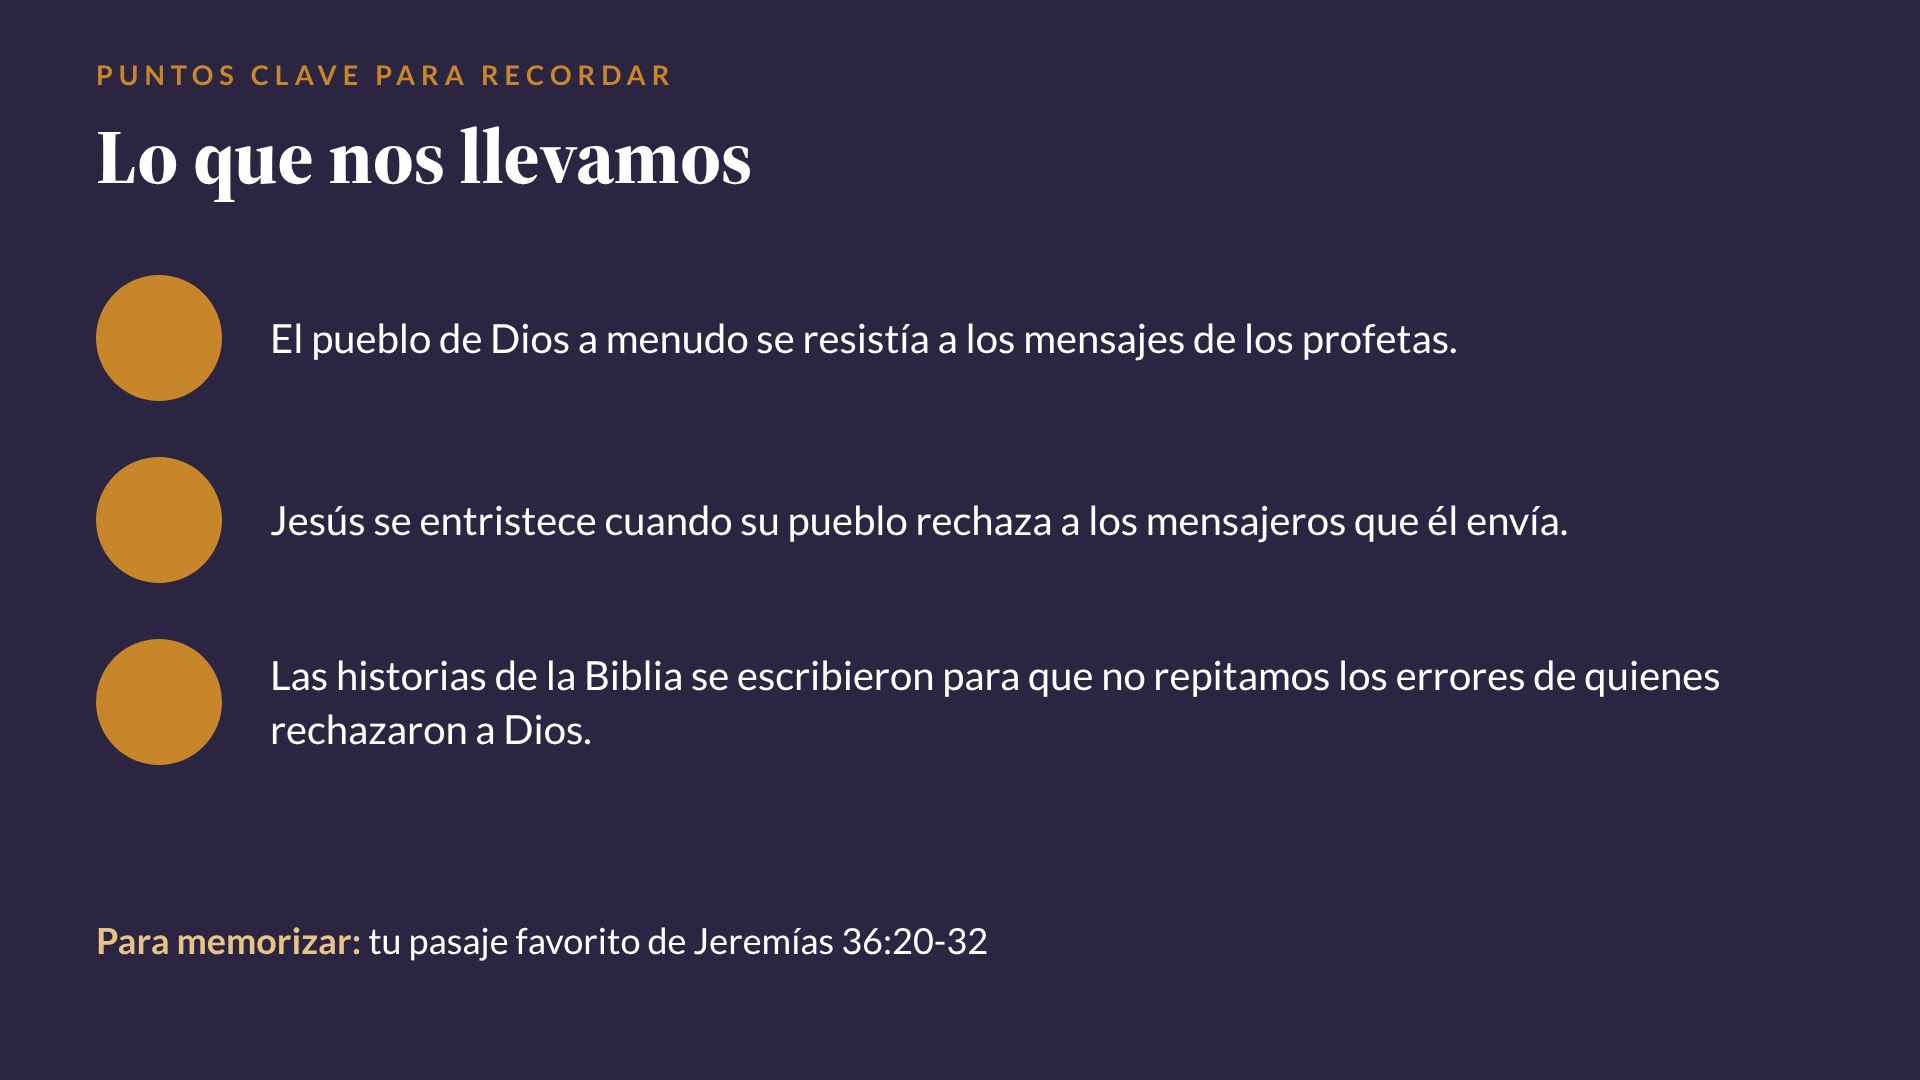 PUNTOS CLAVE PARA RECORDAR
Lo que nos llevamos
El pueblo de Dios a menudo se resistía a los mensajes de los profetas.
Jesús se entristece cuando su pueblo rechaza a los mensajeros que él envía.
Las historias de la Biblia se escribieron para que no repitamos los errores de quienes
rechazaron a Dios.
Para memorizar: tu pasaje favorito de Jeremías 36:20-32